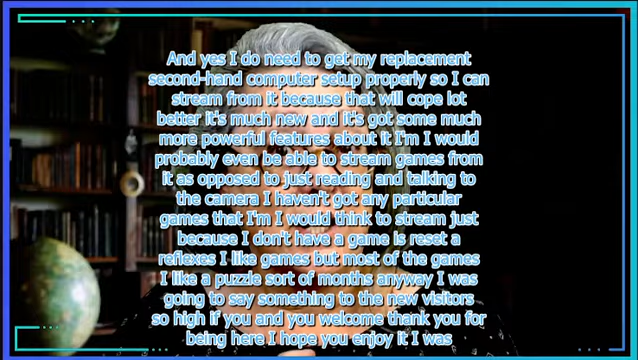 And yes I do need to get my replacement
second-hand computer setup properly so I can
stream from it because that will cope lot
better it's much new and it's got some much
more powerful features about it I'm I would
probably even be able to stream games from
it as opposed to just reading and talking to
the camera I haven't got any particular
games that I'm I would think to stream just
because I don't have a game is reset a
reflexes I like games but most of the games
I like a puzzle sort of months anyway I was
going to say something to the new visitors
so high if you and you welcome thank you for
being here I hope you enjoy it I was